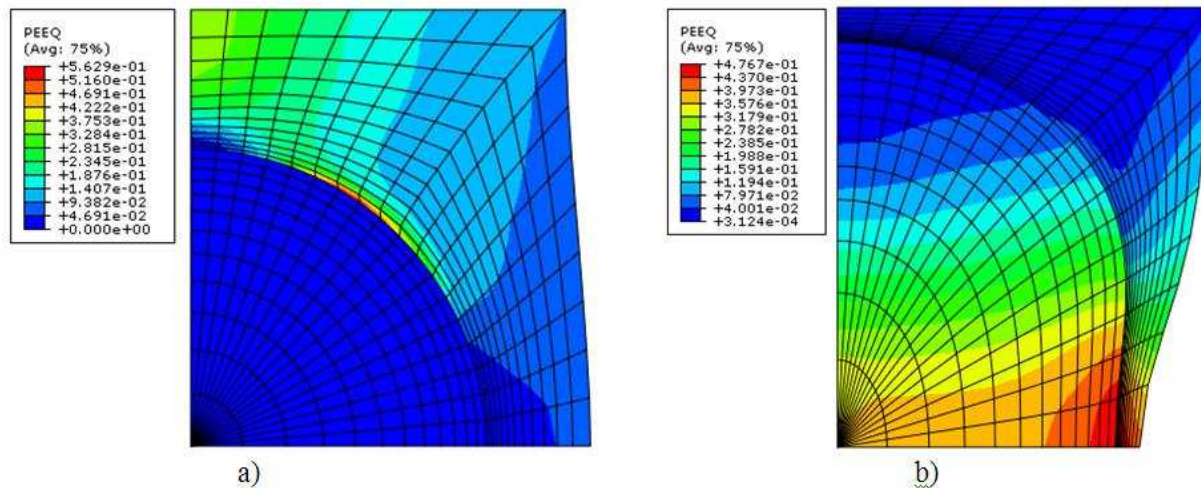 PEEQ
(Avg: 75%)
+5.629e-01
+5.160e-01
+4.691e-01
+4.222e-01
+3.753e-01
+3.284e-01
+2.815e-01
+2.345e-01
+1.876e-01
+1.407e-01
+9.382e-02
+4.691e-02
+0.000e+00
PEEQ
(Avg: 75%)
+4.767e-01
+4.370e-01
+3.973e-01
+3.576e-01
+3.179e-01
+2.782e-01
+2.385e-01
+1.988e-01
+1.591e-01
+1.194e-01
+7.971e-02
+4.001e-02
+3.124e-04
a)
b)